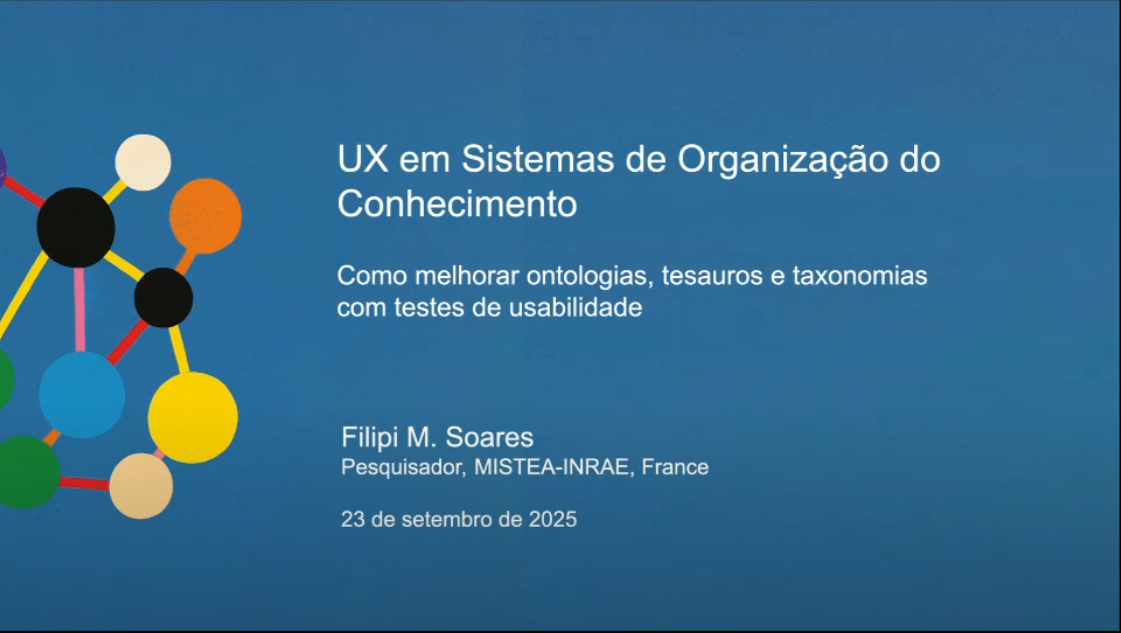 UX em Sistemas de Organização do
Conhecimento
Como melhorar ontologias, tesauros e taxonomias
com testes de usabilidade
Filipi M. Soares
Pesquisador, MISTEA-INRAE, France
23 de setembro de 2025